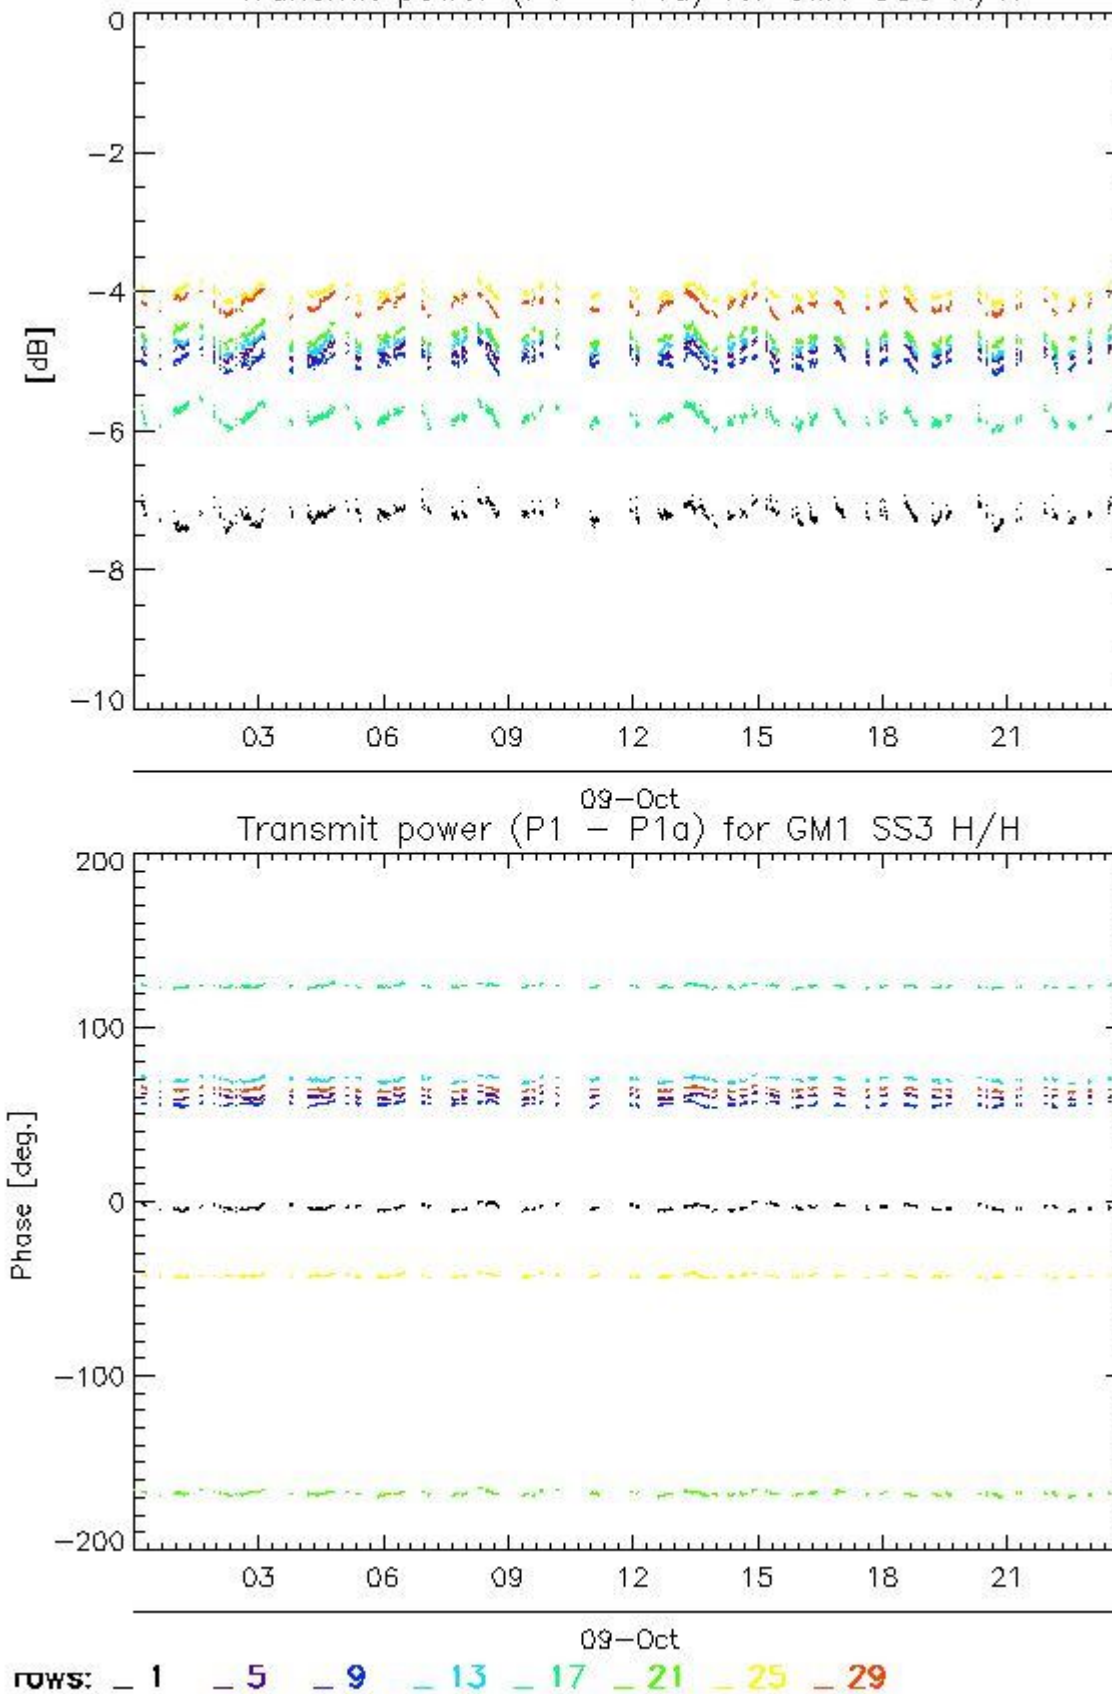 0
−2
−4
−6
−8
−10
[dB]
03 06 09 12 15 18 21
09−Oct
Transmit power (P1 − P1a) for GM1 SS3 H/H
200
100
0
−100
−200
Phase [deg.]
03 06 09 12 15 18 21
09−Oct
rows: _ 1 _ 5 _ 9 _ 13 _ 17 _ 21 _ 25 _ 29